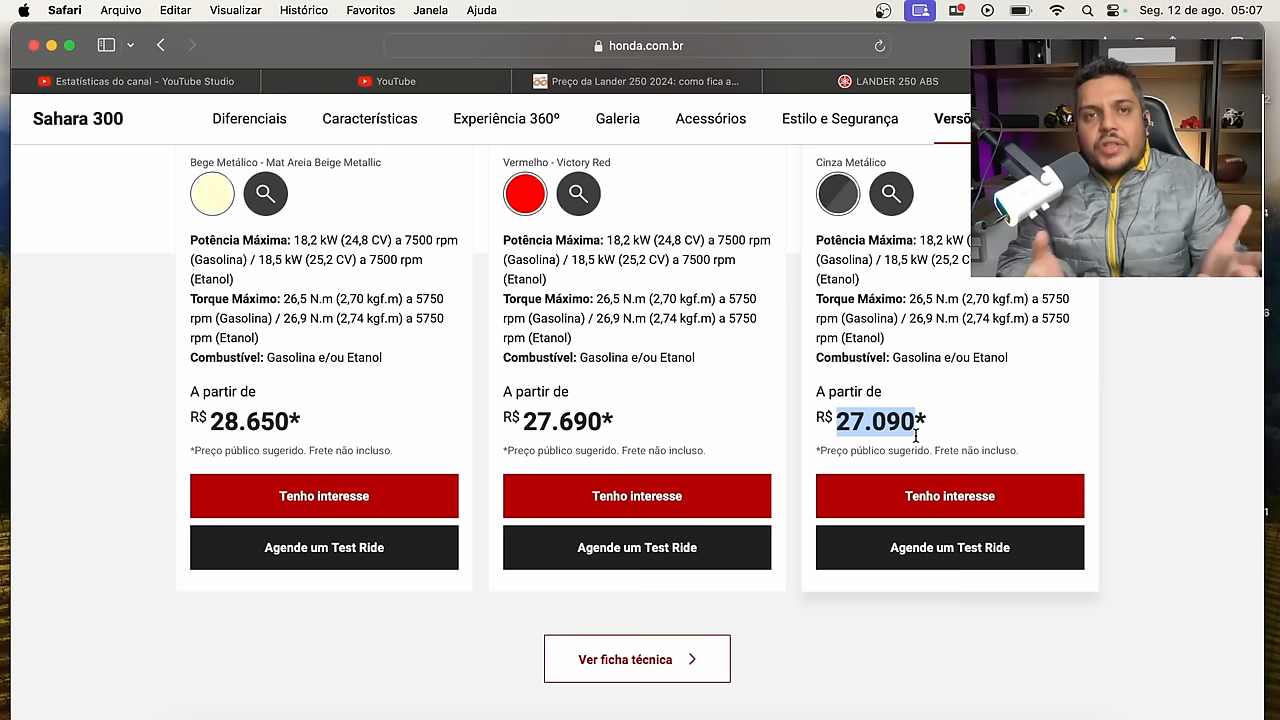 Safari Arquivo Editar Visualizar Histórico Favoritos Janela Ajuda Seg. 12 de ago. 05:07
honda.com.br
Estatísticas do canal - YouTube Studio YouTube Preço da Lander 250 2024: como fica a... LANDER 250 ABS
Sahara 300 Diferenciais Características Experiência 360º Galeria Acessórios Estilo e Segurança
Bege Metálico - Mat Areia Beige Metallic
Potência Máxima: 18,2 kW (24,8 CV) a 7500 rpm
(Gasolina) / 18,5 kW (25,2 CV) a 7500 rpm
(Etanol)
Torque Máximo: 26,5 N.m (2,70 kgf.m) a 5750
rpm (Gasolina) / 26,9 N.m (2,74 kgf.m) a 5750
rpm (Etanol)
Combustível: Gasolina e/ou Etanol
A partir de
R$ 28.650*
*Preço público sugerido. Frete não incluso.
Tenho interesse
Agende um Test Ride
Vermelho - Victory Red
Potência Máxima: 18,2 kW (24,8 CV) a 7500 rpm
(Gasolina) / 18,5 kW (25,2 CV) a 7500 rpm
(Etanol)
Torque Máximo: 26,5 N.m (2,70 kgf.m) a 5750
rpm (Gasolina) / 26,9 N.m (2,74 kgf.m) a 5750
rpm (Etanol)
Combustível: Gasolina e/ou Etanol
A partir de
R$ 27.690*
*Preço público sugerido. Frete não incluso.
Tenho interesse
Agende um Test Ride
Cinza Metálico
Potência Máxima: 18,2 kW
(Gasolina) / 18,5 kW (25,2
(Etanol)
Torque Máximo: 26,5 N.m (2,70 kgf.m) a 5750
rpm (Gasolina) / 26,9 N.m (2,74 kgf.m) a 5750
rpm (Etanol)
Combustível: Gasolina e/ou Etanol
A partir de
R$ 27.090*
*Preço público sugerido. Frete não incluso.
Tenho interesse
Agende um Test Ride
Ver ficha técnica